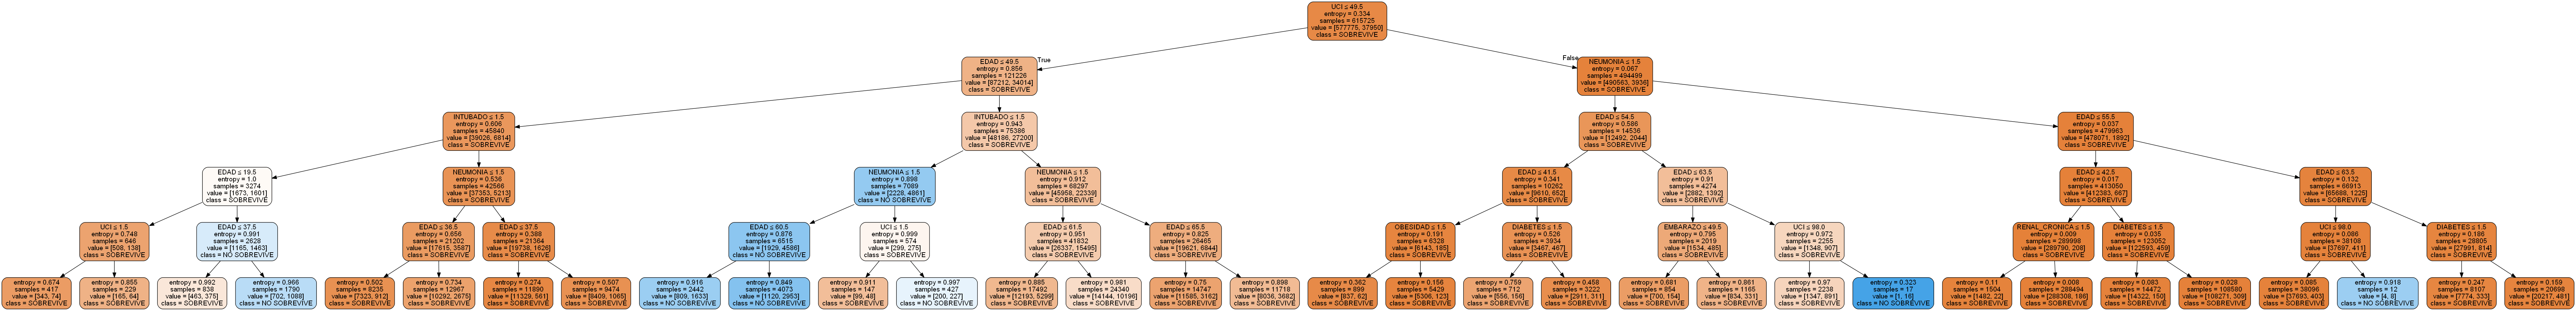 UCI ≤ 49.5
entropy = 0.334
samples = 615725
value = [577775, 37950]
class = SOBREVIVE
True
False
EDAD ≤ 49.5
entropy = 0.856
samples = 121226
value = [87212, 34014]
class = SOBREVIVE
NEUMONIA ≤ 1.5
entropy = 0.067
samples = 494499
value = [490563, 3936]
class = SOBREVIVE
INTUBADO ≤ 1.5
entropy = 0.606
samples = 45840
value = [39026, 6814]
class = SOBREVIVE
INTUBADO ≤ 1.5
entropy = 0.943
samples = 75386
value = [48186, 27200]
class = SOBREVIVE
EDAD ≤ 54.5
entropy = 0.586
samples = 14536
value = [12492, 2044]
class = SOBREVIVE
EDAD ≤ 55.5
entropy = 0.037
samples = 479963
value = [478071, 1892]
class = SOBREVIVE
EDAD ≤ 19.5
entropy = 1.0
samples = 3274
value = [1673, 1601]
class = SOBREVIVE
NEUMONIA ≤ 1.5
entropy = 0.536
samples = 42566
value = [37353, 5213]
class = SOBREVIVE
NEUMONIA ≤ 1.5
entropy = 0.898
samples = 7089
value = [2228, 4861]
class = NO SOBREVIVE
NEUMONIA ≤ 1.5
entropy = 0.912
samples = 68297
value = [45958, 22339]
class = SOBREVIVE
EDAD ≤ 41.5
entropy = 0.341
samples = 10262
value = [9610, 652]
class = SOBREVIVE
EDAD ≤ 63.5
entropy = 0.91
samples = 4274
value = [2882, 1392]
class = SOBREVIVE
EDAD ≤ 42.5
entropy = 0.017
samples = 413050
value = [412383, 667]
class = SOBREVIVE
EDAD ≤ 63.5
entropy = 0.132
samples = 66913
value = [65688, 1225]
class = SOBREVIVE
UCI ≤ 1.5
entropy = 0.748
samples = 646
value = [508, 138]
class = SOBREVIVE
EDAD ≤ 37.5
entropy = 0.991
samples = 2628
value = [1165, 1463]
class = NO SOBREVIVE
EDAD ≤ 36.5
entropy = 0.656
samples = 21202
value = [17615, 3587]
class = SOBREVIVE
EDAD ≤ 37.5
entropy = 0.388
samples = 21364
value = [19738, 1626]
class = SOBREVIVE
EDAD ≤ 60.5
entropy = 0.876
samples = 6515
value = [1929, 4586]
class = NO SOBREVIVE
UCI ≤ 1.5
entropy = 0.999
samples = 574
value = [299, 275]
class = SOBREVIVE
EDAD ≤ 61.5
entropy = 0.951
samples = 41832
value = [26337, 15495]
class = SOBREVIVE
EDAD ≤ 65.5
entropy = 0.825
samples = 26465
value = [19621, 6844]
class = SOBREVIVE
OBESIDAD ≤ 1.5
entropy = 0.191
samples = 6328
value = [6143, 185]
class = SOBREVIVE
DIABETES ≤ 1.5
entropy = 0.526
samples = 3934
value = [3467, 467]
class = SOBREVIVE
EMBARAZO ≤ 49.5
entropy = 0.795
samples = 2019
value = [1534, 485]
class = SOBREVIVE
UCI ≤ 98.0
entropy = 0.972
samples = 2255
value = [1348, 907]
class = SOBREVIVE
RENAL_CRONICA ≤ 1.5
entropy = 0.009
samples = 289998
value = [289790, 208]
class = SOBREVIVE
DIABETES ≤ 1.5
entropy = 0.035
samples = 123052
value = [122593, 459]
class = SOBREVIVE
UCI ≤ 98.0
entropy = 0.086
samples = 38108
value = [37697, 411]
class = SOBREVIVE
DIABETES ≤ 1.5
entropy = 0.186
samples = 28805
value = [27991, 814]
class = SOBREVIVE
entropy = 0.674
samples = 417
value = [343, 74]
class = SOBREVIVE
entropy = 0.855
samples = 229
value = [165, 64]
class = SOBREVIVE
entropy = 0.992
samples = 838
value = [463, 375]
class = SOBREVIVE
entropy = 0.966
samples = 1790
value = [702, 1088]
class = NO SOBREVIVE
entropy = 0.502
samples = 8235
value = [7323, 912]
class = SOBREVIVE
entropy = 0.734
samples = 12967
value = [10292, 2675]
class = SOBREVIVE
entropy = 0.274
samples = 11890
value = [11329, 561]
class = SOBREVIVE
entropy = 0.507
samples = 9474
value = [8409, 1065]
class = SOBREVIVE
entropy = 0.916
samples = 2442
value = [809, 1633]
class = NO SOBREVIVE
entropy = 0.849
samples = 4073
value = [1120, 2953]
class = NO SOBREVIVE
entropy = 0.911
samples = 147
value = [99, 48]
class = SOBREVIVE
entropy = 0.997
samples = 427
value = [200, 227]
class = NO SOBREVIVE
entropy = 0.885
samples = 17492
value = [12193, 5299]
class = SOBREVIVE
entropy = 0.981
samples = 24340
value = [14144, 10196]
class = SOBREVIVE
entropy = 0.75
samples = 14747
value = [11585, 3162]
class = SOBREVIVE
entropy = 0.898
samples = 11718
value = [8036, 3682]
class = SOBREVIVE
entropy = 0.362
samples = 899
value = [837, 62]
class = SOBREVIVE
entropy = 0.156
samples = 5429
value = [5306, 123]
class = SOBREVIVE
entropy = 0.759
samples = 712
value = [556, 156]
class = SOBREVIVE
entropy = 0.458
samples = 3222
value = [2911, 311]
class = SOBREVIVE
entropy = 0.681
samples = 854
value = [700, 154]
class = SOBREVIVE
entropy = 0.861
samples = 1165
value = [834, 331]
class = SOBREVIVE
entropy = 0.97
samples = 2238
value = [1347, 891]
class = SOBREVIVE
entropy = 0.323
samples = 17
value = [1, 16]
class = NO SOBREVIVE
entropy = 0.11
samples = 1504
value = [1482, 22]
class = SOBREVIVE
entropy = 0.008
samples = 288494
value = [288308, 186]
class = SOBREVIVE
entropy = 0.083
samples = 14472
value = [14322, 150]
class = SOBREVIVE
entropy = 0.028
samples = 108580
value = [108271, 309]
class = SOBREVIVE
entropy = 0.085
samples = 38096
value = [37693, 403]
class = SOBREVIVE
entropy = 0.918
samples = 12
value = [4, 8]
class = NO SOBREVIVE
entropy = 0.247
samples = 8107
value = [7774, 333]
class = SOBREVIVE
entropy = 0.159
samples = 20698
value = [20217, 481]
class = SOBREVIVE